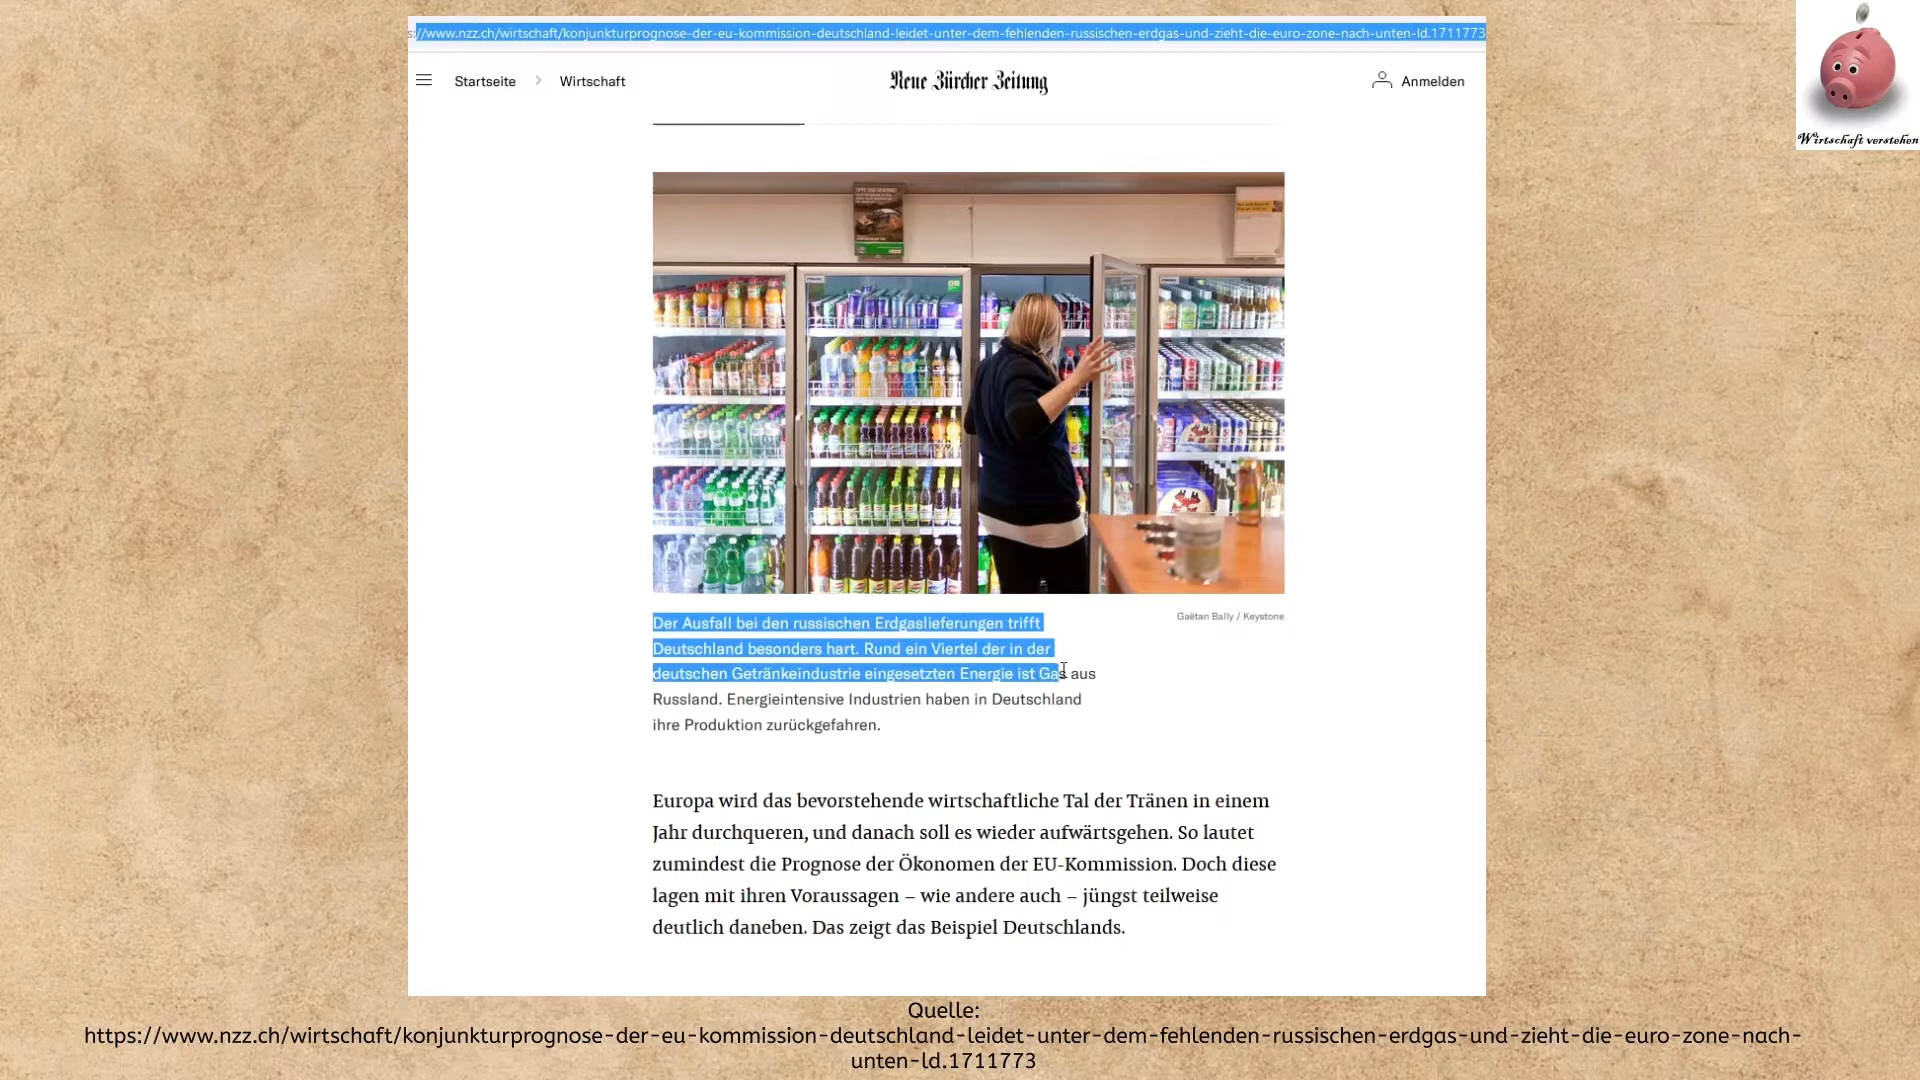 s://www.nzz.ch/wirtschaft/konjunkturprognose-der-eu-kommission-deutschland-leidet-unter-dem-fehlenden-russischen-erdgas-und-zieht-die-euro-zone-nach-unten-ld.1711773
Startseite
Wirtschaft
Neue Zürcher Zeitung
Anmelden
Wirtschaft verstehen
Der Ausfall bei den russischen Erdgaslieferungen trifft
Deutschland besonders hart. Rund ein Viertel der in der
deutschen Getränkeindustrie eingesetzten Energie ist Gas aus
Russland. Energieintensive Industrien haben in Deutschland
ihre Produktion zurückgefahren.
Gaëtan Bally / Keystone
Europa wird das bevorstehende wirtschaftliche Tal der Tränen in einem
Jahr durchqueren, und danach soll es wieder aufwärtsgehen. So lautet
zumindest die Prognose der Ökonomen der EU-Kommission. Doch diese
lagen mit ihren Voraussagen – wie andere auch – jüngst teilweise
deutlich daneben. Das zeigt das Beispiel Deutschlands.
Quelle:
https://www.nzz.ch/wirtschaft/konjunkturprognose-der-eu-kommission-deutschland-leidet-unter-dem-fehlenden-russischen-erdgas-und-zieht-die-euro-zone-nach-
unten-ld.1711773